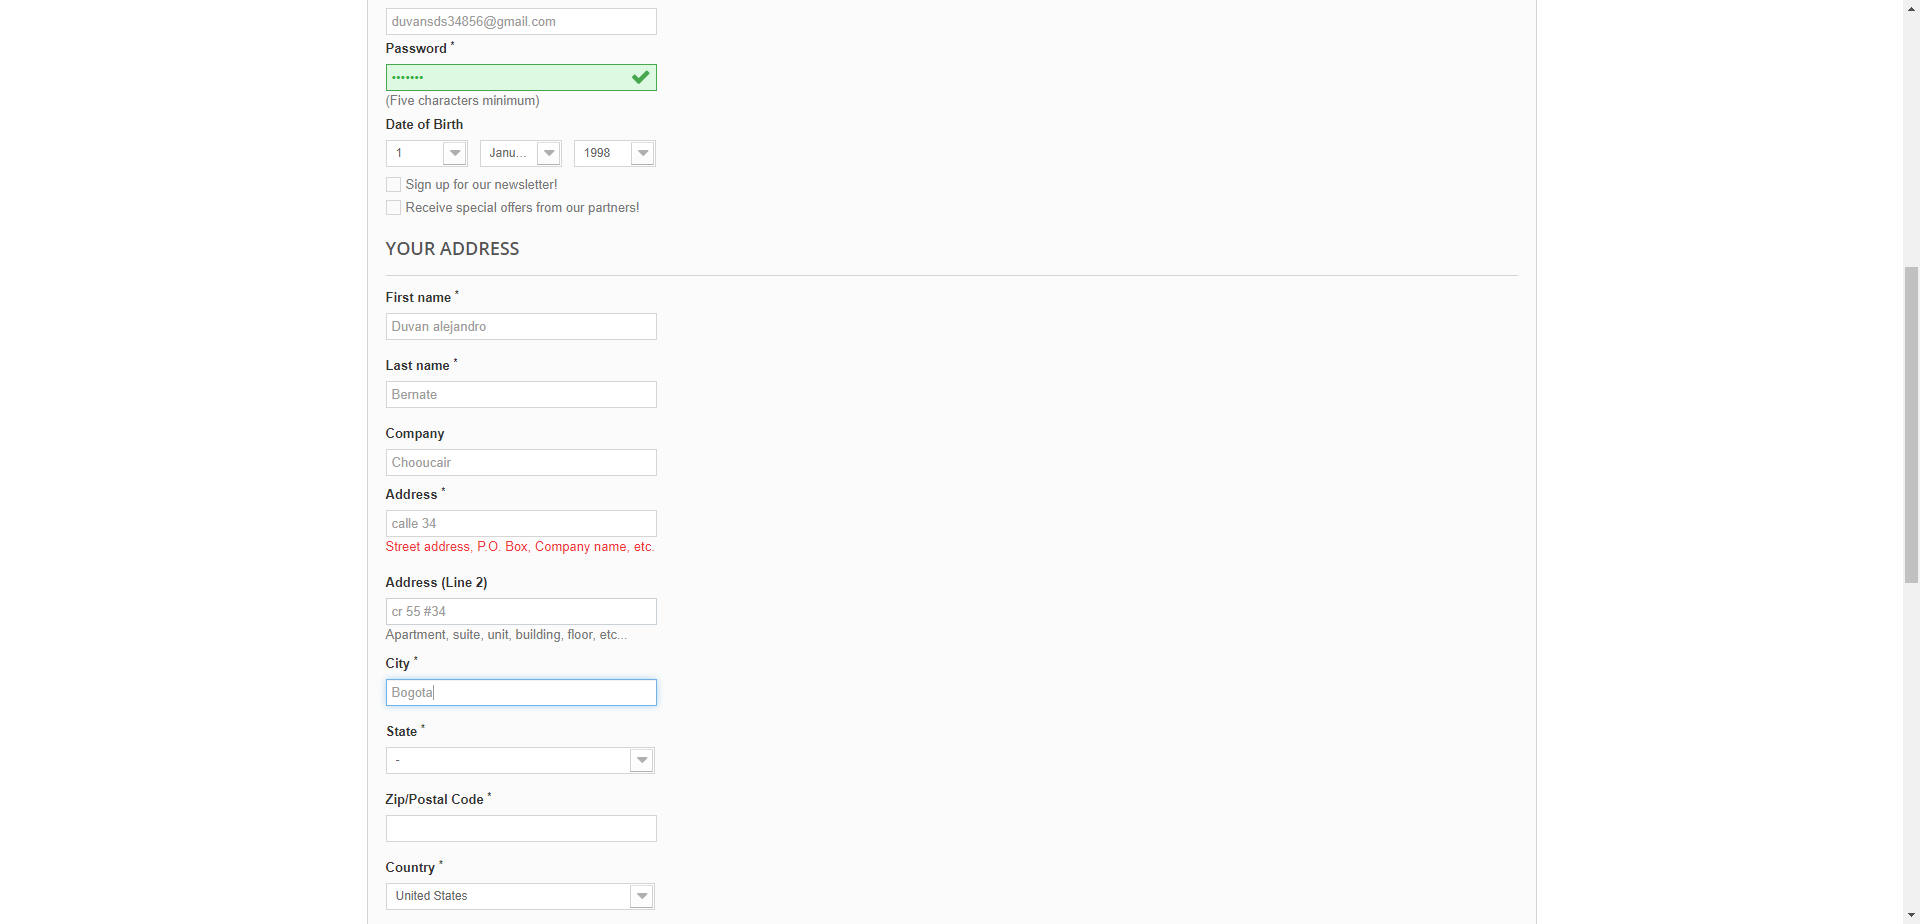 duvansds34856@gmail.com
Password *
•••••••
(Five characters minimum)
Date of Birth
1 Janu... 1998
Sign up for our newsletter!
Receive special offers from our partners!
YOUR ADDRESS
First name *
Duvan alejandro
Last name *
Bernate
Company
Chooucair
Address *
calle 34
Street address, P.O. Box, Company name, etc.
Address (Line 2)
cr 55 #34
Apartment, suite, unit, building, floor, etc...
City *
Bogota
State *
-
Zip/Postal Code *
Country *
United States